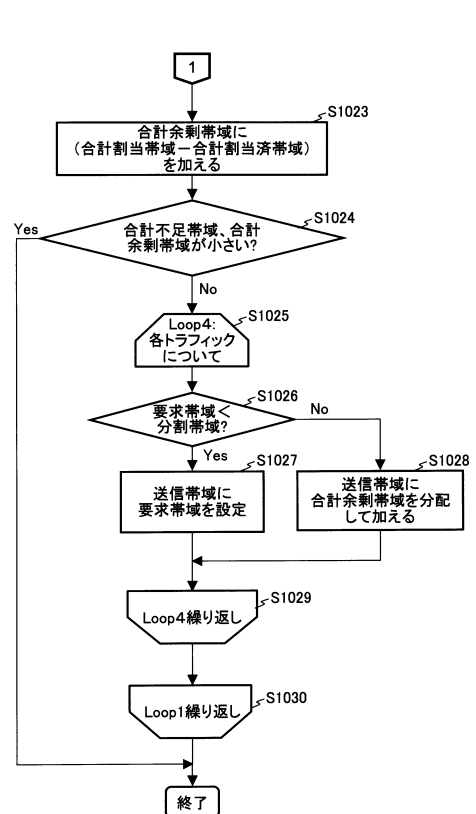 1
S1023
合計余剰帯域に
(合計割当帯域－合計割当済帯域)
を加える
S1024
Yes
合計不足帯域、合計
余剰帯域が小さい?
No
S1025
Loop4:
各トラフィック
について
S1026
要求帯域<
分割帯域?
No
Yes
S1027
送信帯域に
要求帯域を設定
S1028
送信帯域に
合計余剰帯域を分配
して加える
S1029
Loop4繰り返し
S1030
Loop1繰り返し
終了